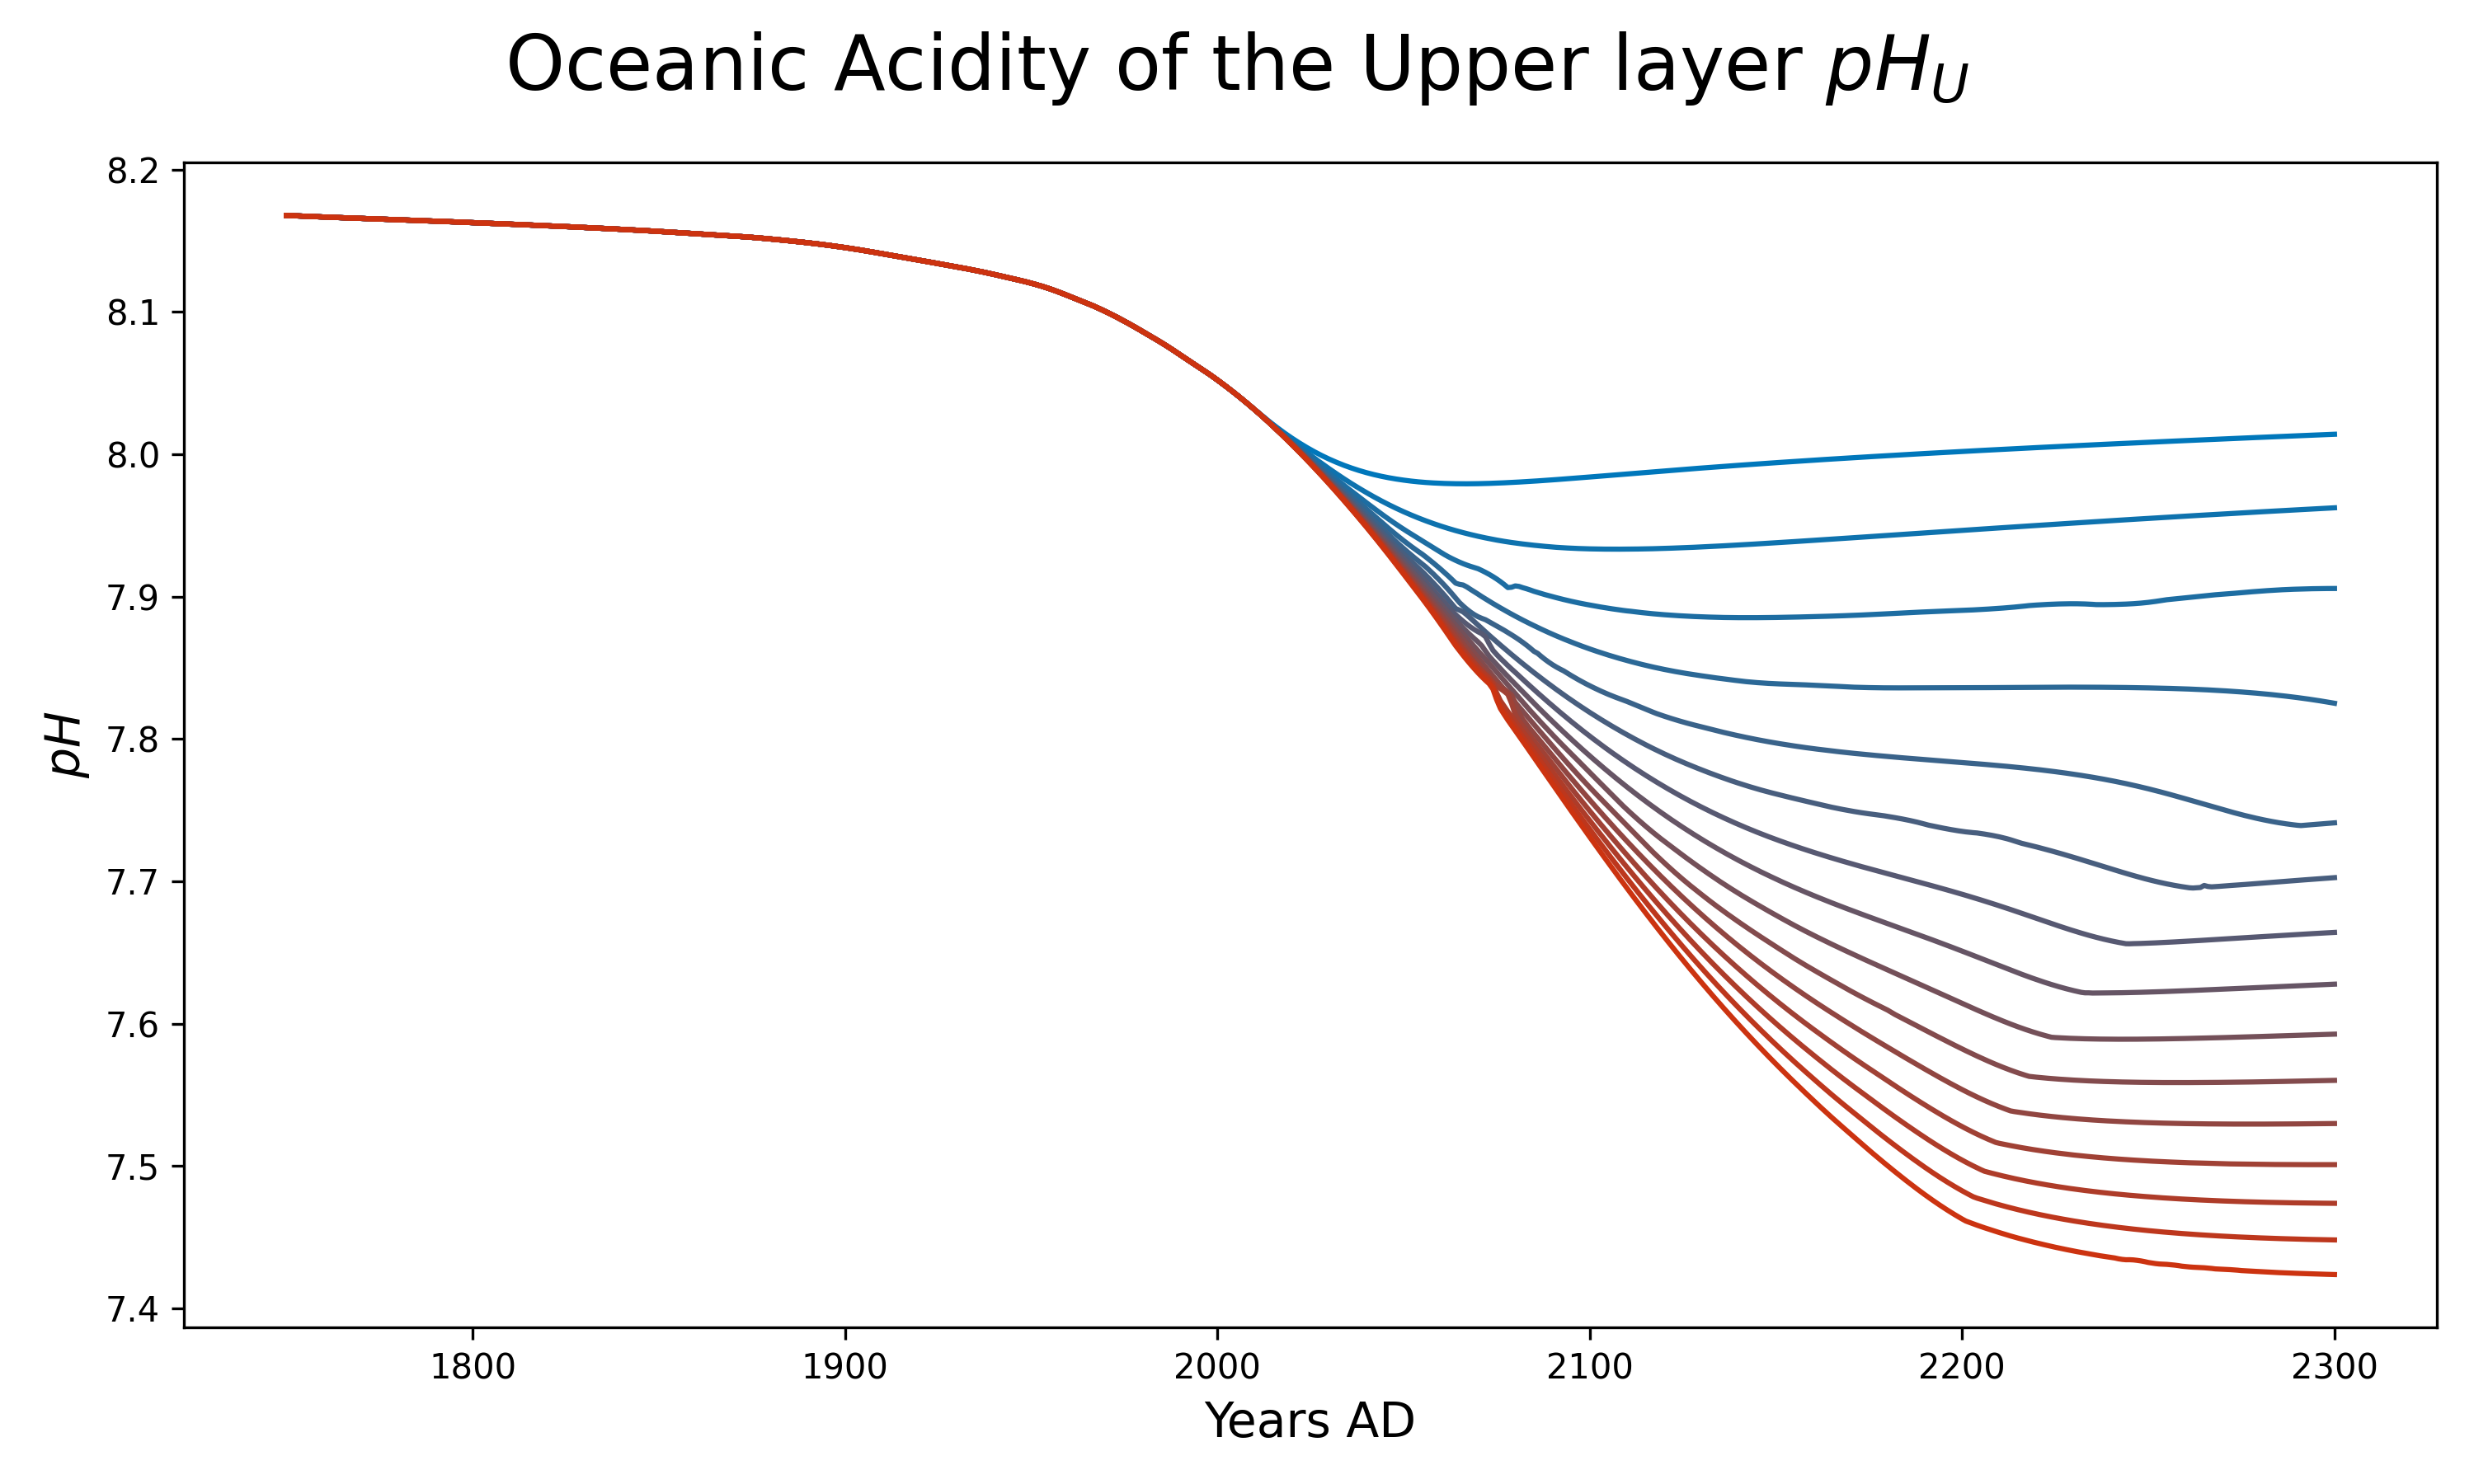 Oceanic Acidity of the Upper layer pH_U
8.2
8.1
8.0
7.9
7.8
7.7
7.6
7.5
7.4
pH
1800 1900 2000 2100 2200 2300
Years AD